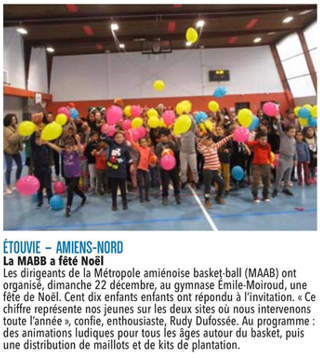 ÉTOUVIE – AMIENS-NORD
La MABB a fêté Noël
Les dirigeants de la Métropole amiénoise basket-ball (MAAB) ont
organisé, dimanche 22 décembre, au gymnase Émile-Moiroud, une
fête de Noël. Cent dix enfants enfants ont répondu à l'invitation. « Ce
chiffre représente nos jeunes sur les deux sites où nous intervenons
toute l'année », confie, enthousiaste, Rudy Dufossée. Au programme :
des animations ludiques pour tous les âges autour du basket, puis
une distribution de maillots et de kits de plantation.